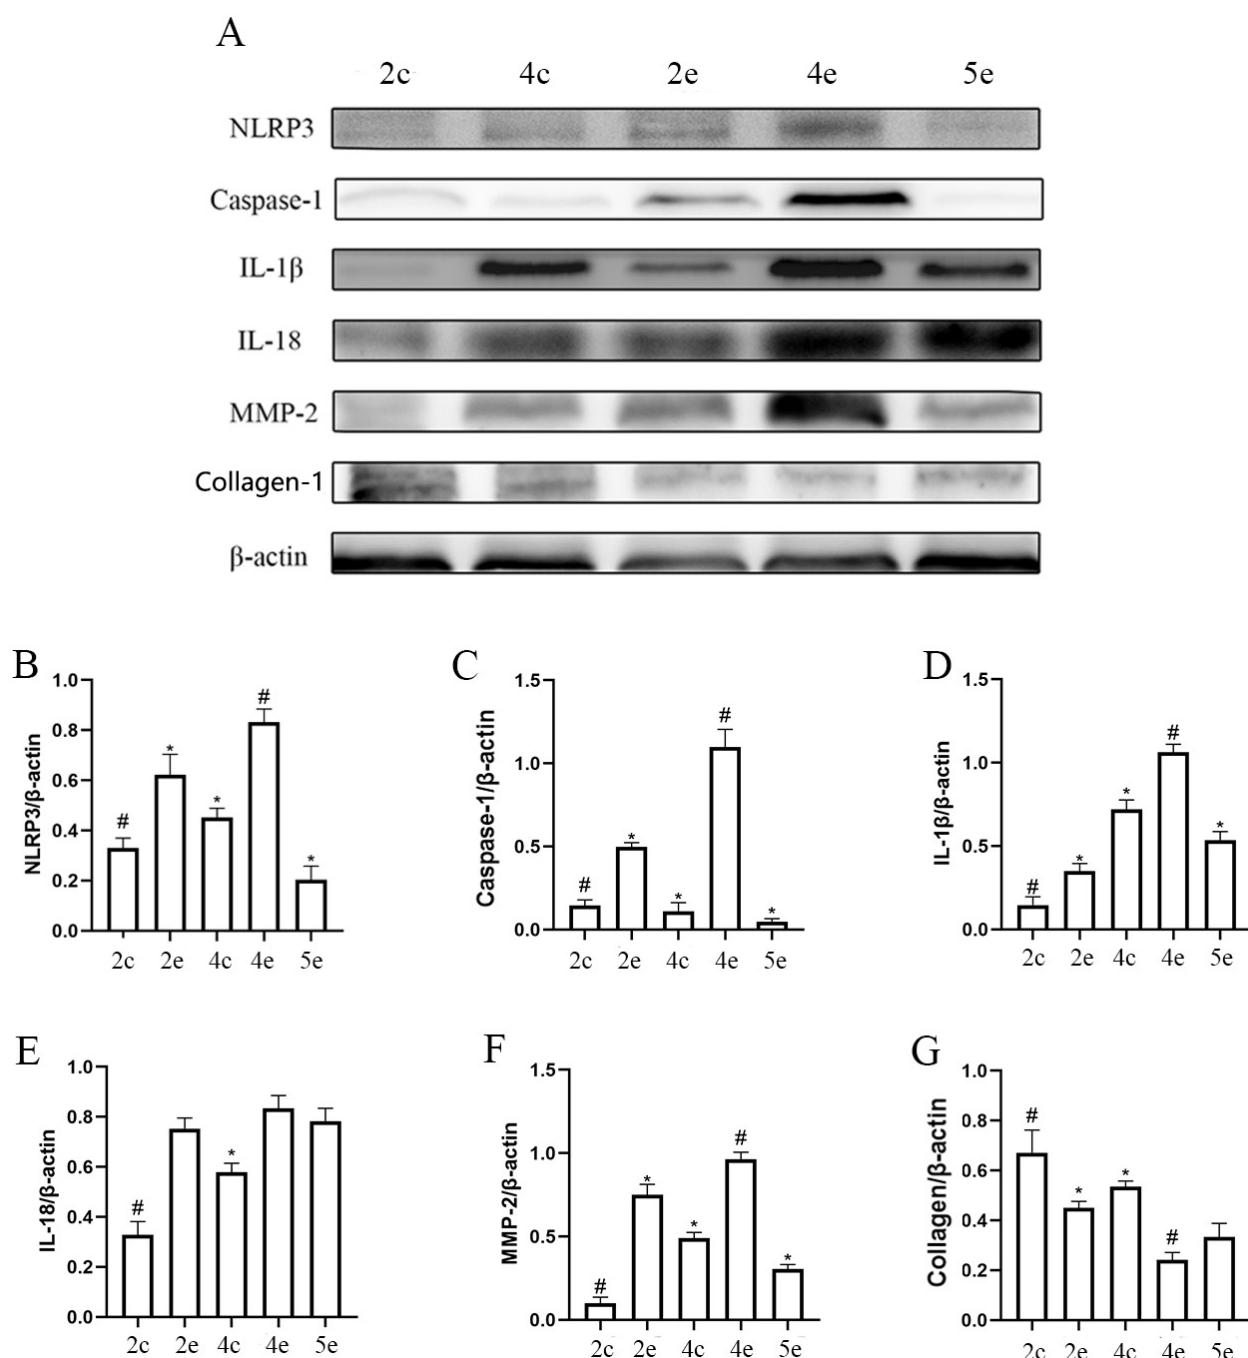 A
2c 4c 2e 4e 5e
NLRP3
Caspase-1
IL-1β
IL-18
MMP-2
Collagen-1
β-actin
B
NLRP3/β-actin
1.0
0.8
0.6
0.4
0.2
0.0
# * * # *
2c 2e 4c 4e 5e
C
Caspase-1/β-actin
1.5
1.0
0.5
0.0
# * * # *
2c 2e 4c 4e 5e
D
IL-1β/β-actin
1.5
1.0
0.5
0.0
# * * # *
2c 2e 4c 4e 5e
E
IL-18/β-actin
1.0
0.8
0.6
0.4
0.2
0.0
# *
2c 2e 4c 4e 5e
F
MMP-2/β-actin
1.5
1.0
0.5
0.0
# * * # *
2c 2e 4c 4e 5e
G
Collagen/β-actin
1.0
0.8
0.6
0.4
0.2
0.0
# * * #
2c 2e 4c 4e 5e